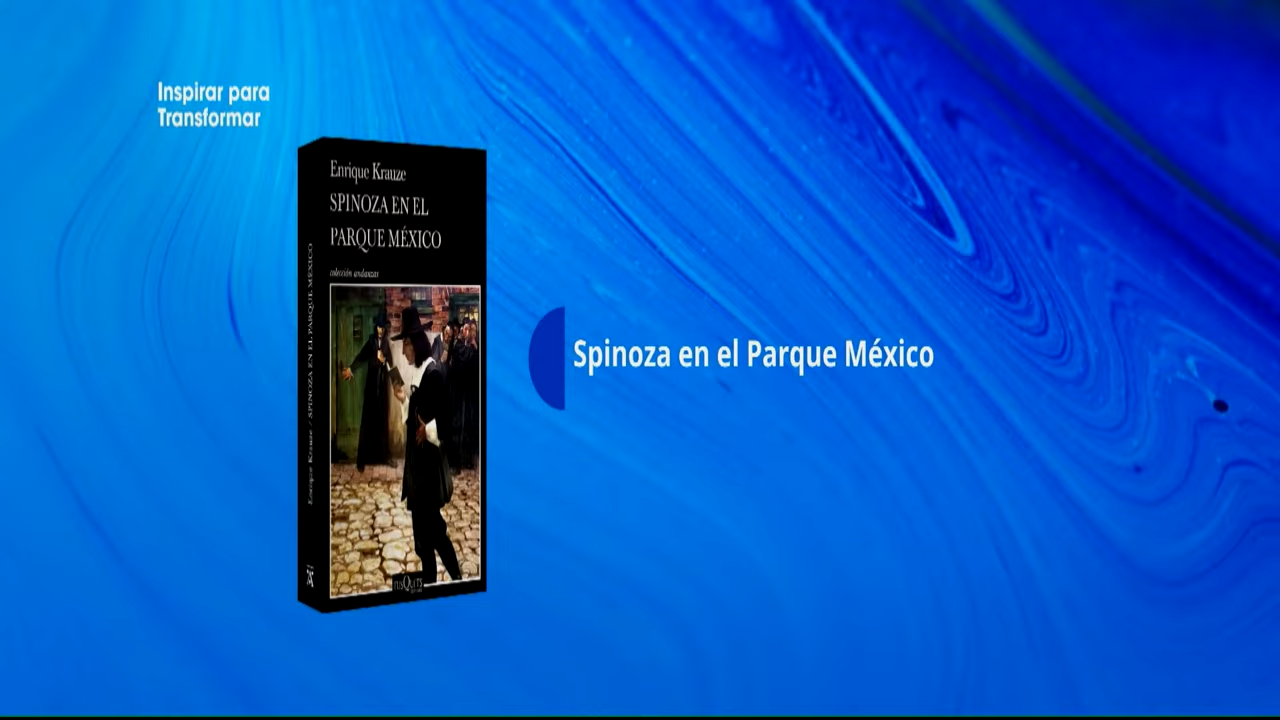 Inspirar para
Transformar
Enrique Krauze
SPINOZA EN EL
PARQUE MÉXICO
colección andanzas
Enrique Krauze / SPINOZA EN EL PARQUE MÉXICO
TUSQUETS
Spinoza en el Parque México